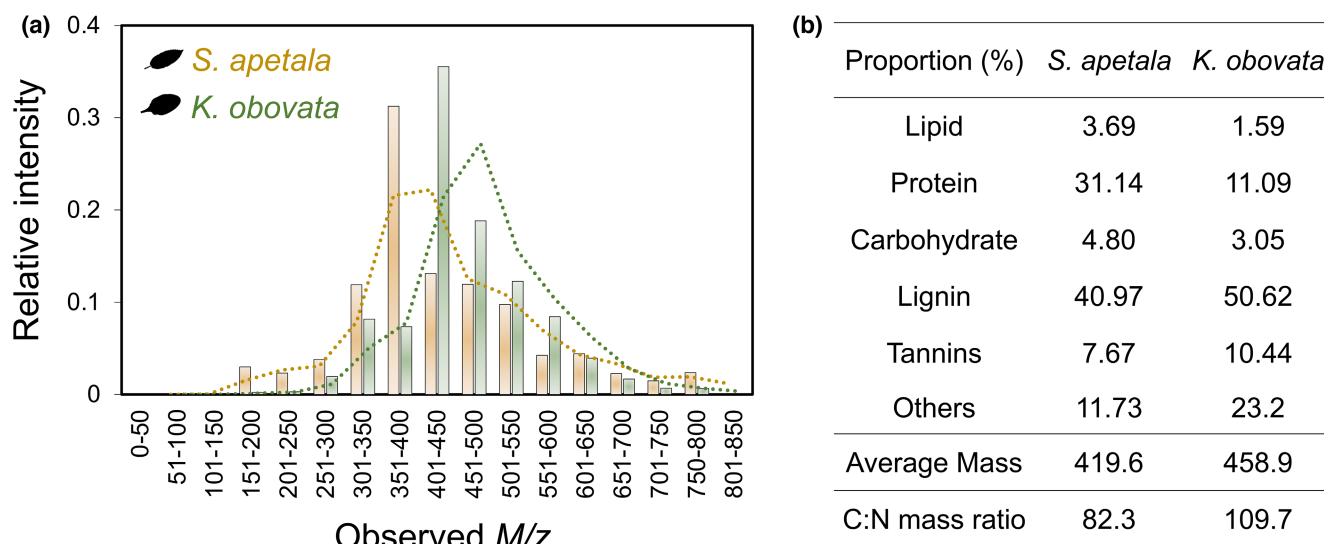 (a)
S. apetala
K. obovata
Relative intensity
0.4
0.3
0.2
0.1
0
0-50
51-100
101-150
151-200
201-250
251-300
301-350
351-400
401-450
451-500
501-550
551-600
601-650
651-700
701-750
750-800
801-850
Observed M/z
(b)
Proportion (%) S. apetala K. obovata
Lipid 3.69 1.59
Protein 31.14 11.09
Carbohydrate 4.80 3.05
Lignin 40.97 50.62
Tannins 7.67 10.44
Others 11.73 23.2
Average Mass 419.6 458.9
C:N mass ratio 82.3 109.7